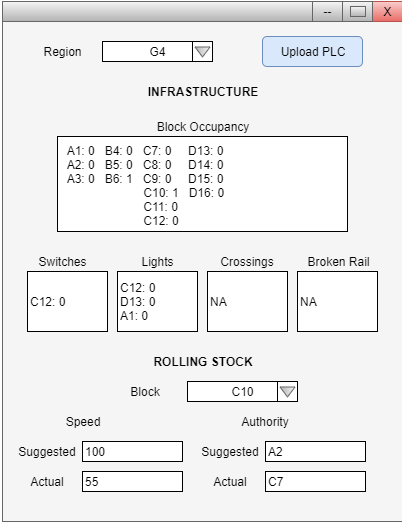 -- X
Region G4 Upload PLC
INFRASTRUCTURE
Block Occupancy
A1: 0 B4: 0 C7: 0 D13: 0
A2: 0 B5: 0 C8: 0 D14: 0
A3: 0 B6: 1 C9: 0 D15: 0
C10: 1 D16: 0
C11: 0
C12: 0
Switches Lights Crossings Broken Rail
C12: 0
C12: 0
D13: 0
A1: 0
NA
NA
ROLLING STOCK
Block C10
Speed Authority
Suggested 100 Suggested A2
Actual 55 Actual C7